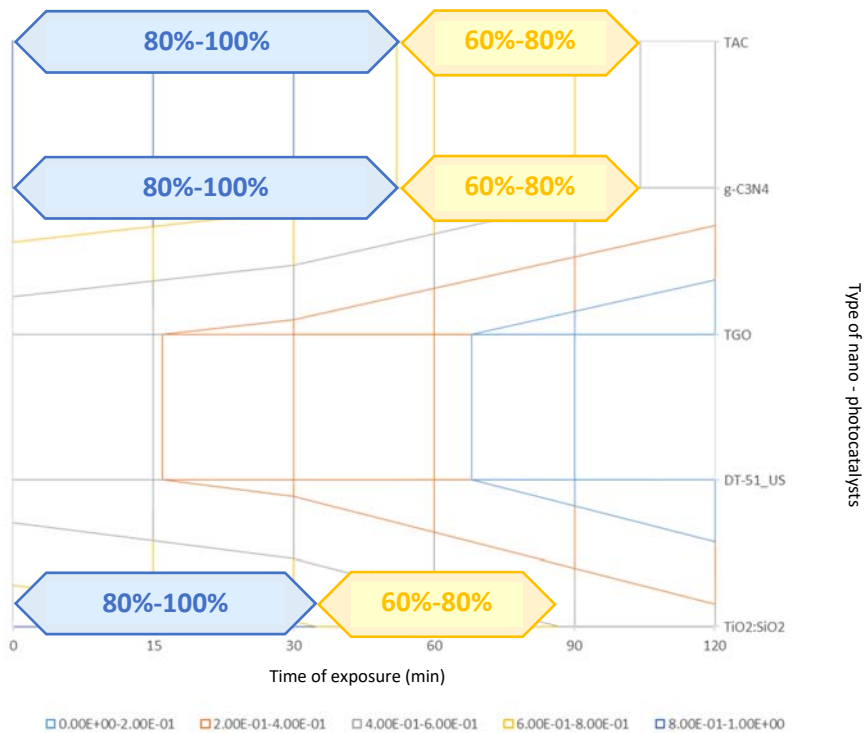 80%-100% 60%-80% TAC
80%-100% 60%-80% g-C3N4
TGO
Type of nano - photocatalysts
DT-S1_US
80%-100% 60%-80%
TiO2:SiO2
0 15 30 60 90 120
Time of exposure (min)
0.00E+00-2.00E-01 2.00E-01-4.00E-01 4.00E-01-6.00E-01 6.00E-01-8.00E-01 8.00E-01-1.00E+00